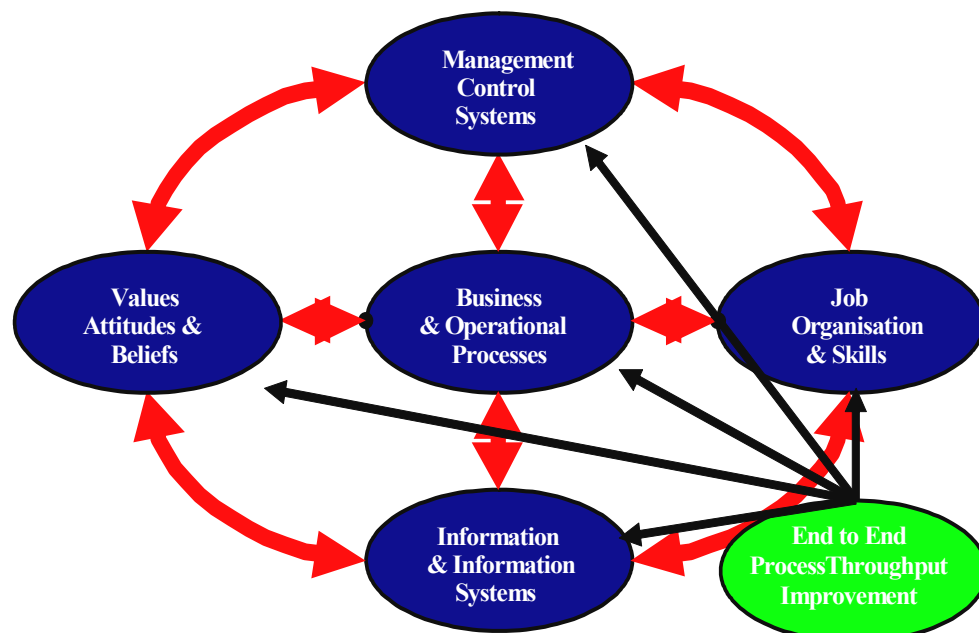 Management
Control
Systems
Values
Attitudes &
Beliefs
Business
& Operational
Processes
Job
Organisation
& Skills
Information
& Information
Systems
End to End
ProcessThroughput
Improvement